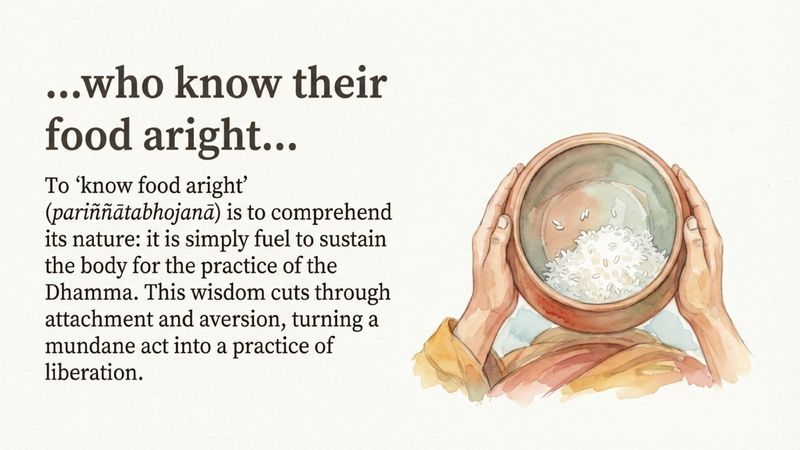 ...who know their
food aright...
To ‘know food aright’
(pariññātabhojanā) is to comprehend
its nature: it is simply fuel to sustain
the body for the practice of the
Dhamma. This wisdom cuts through
attachment and aversion, turning a
mundane act into a practice of
liberation.